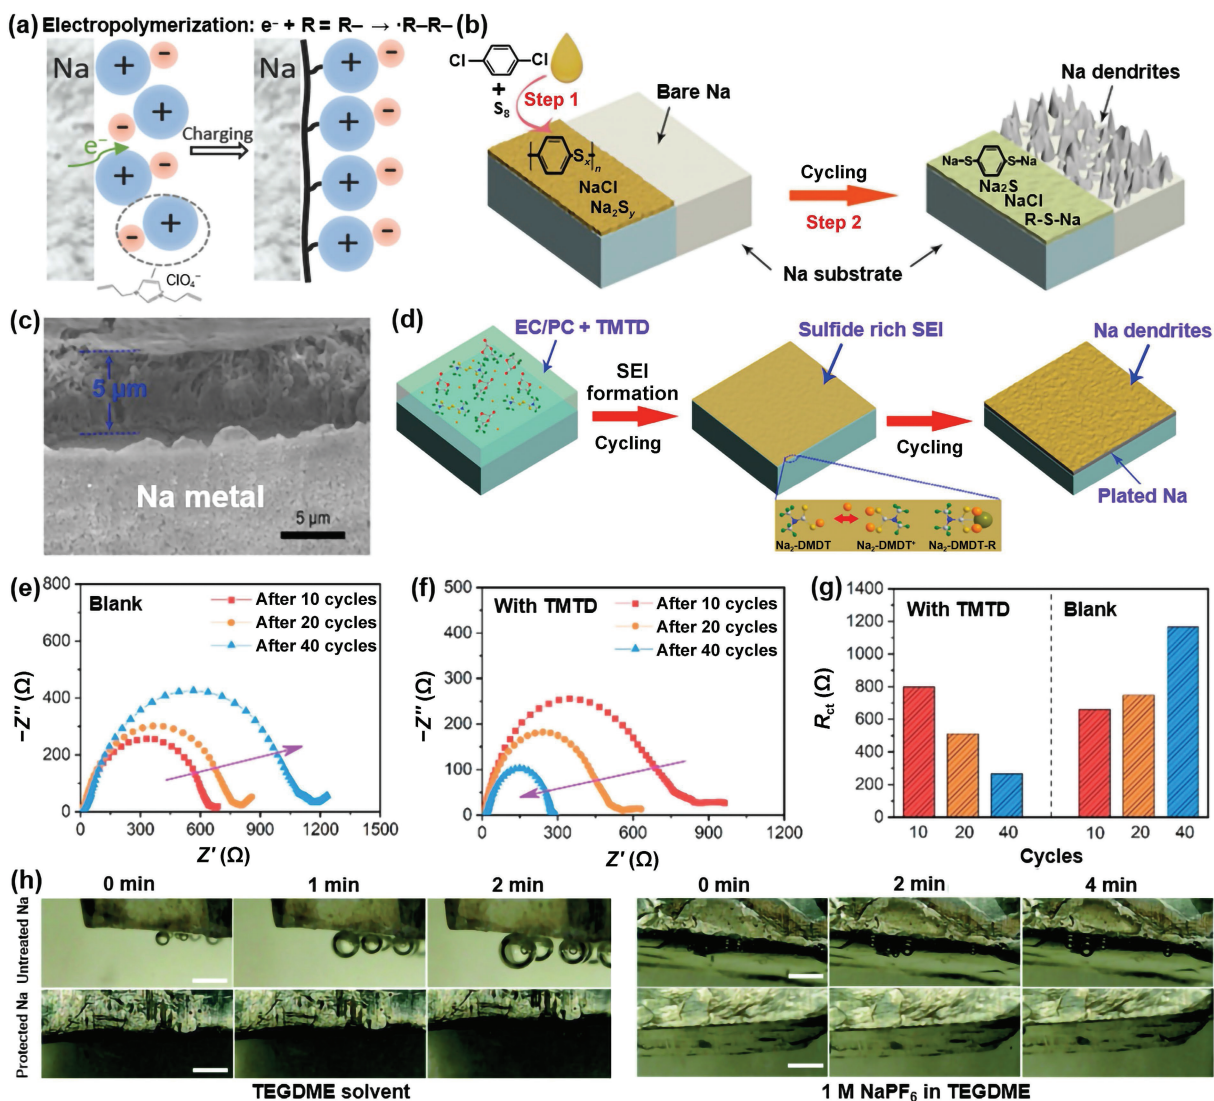 (a) Electropolymerization: e⁻ + R = R– → ·R–R–
Na
+
−
+
−
e⁻
+
−
+
−
ClO₄⁻
Charging
Na
+
−
+
−
+
−
+
−
(b)
Cl
Cl
+
S₈
Step 1
Sₓ
n
NaCl
Na₂Sᵧ
Bare Na
Cycling
Step 2
Na substrate
Na dendrites
Na–S
S–Na
Na₂S
NaCl
R-S-Na
(c)
5 μm
Na metal
5 μm
(d)
EC/PC + TMTD
SEI
formation
Cycling
Sulfide rich SEI
Na₂-DMDT
Na₂-DMDT⁺
Na₂-DMDT-R
Cycling
Na dendrites
Plated Na
(e)
Blank
After 10 cycles
After 20 cycles
After 40 cycles
800
600
400
200
0
−Z″ (Ω)
0 300 600 900 1200 1500
Z′ (Ω)
(f)
With TMTD
After 10 cycles
After 20 cycles
After 40 cycles
500
450
400
300
250
200
100
0
−Z″ (Ω)
0 300 600 900 1200
Z′ (Ω)
(g)
With TMTD
Blank
1400
1200
1000
800
600
400
200
0
R_ct (Ω)
10 20 40 10 20 40
Cycles
(h)
0 min 1 min 2 min 0 min 2 min 4 min
Untreated Na
Protected Na
TEGDME solvent
1 M NaPF₆ in TEGDME